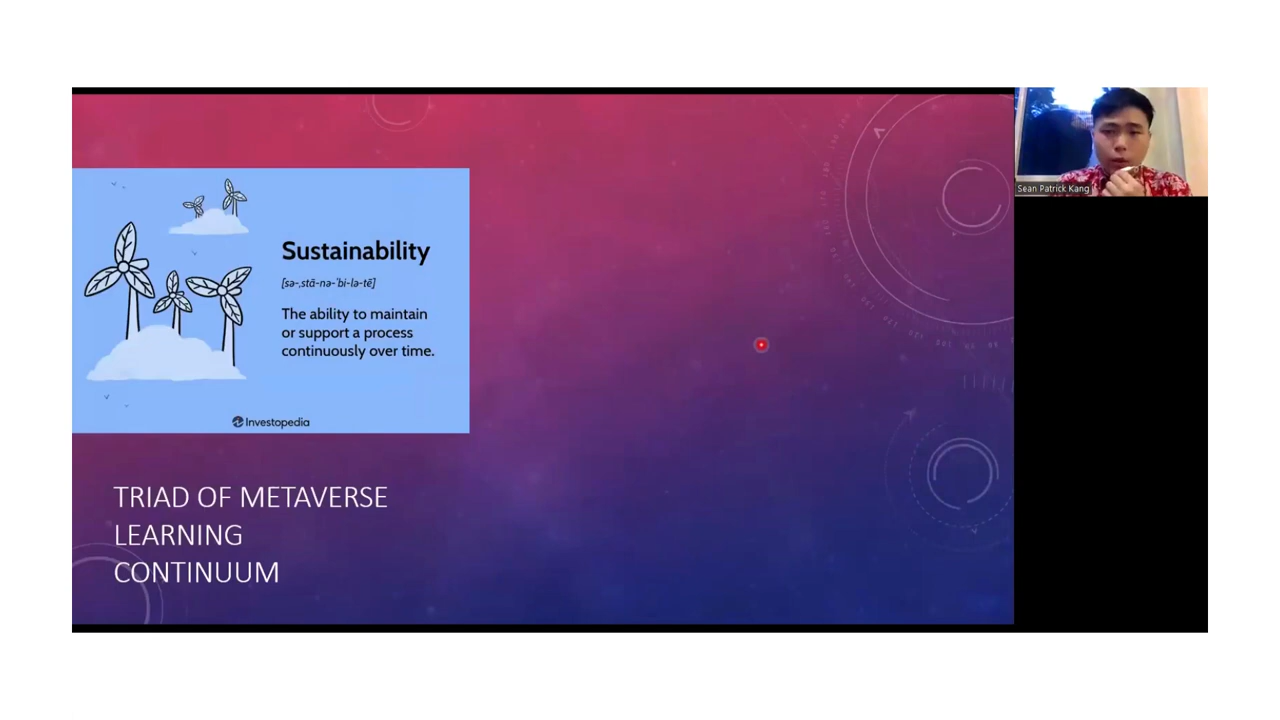 Sustainability
[sə-ˌstā-nə-ˈbi-lə-tē]
The ability to maintain
or support a process
continuously over time.
Investopedia
TRIAD OF METAVERSE
LEARNING
CONTINUUM
Sean Patrick Kang